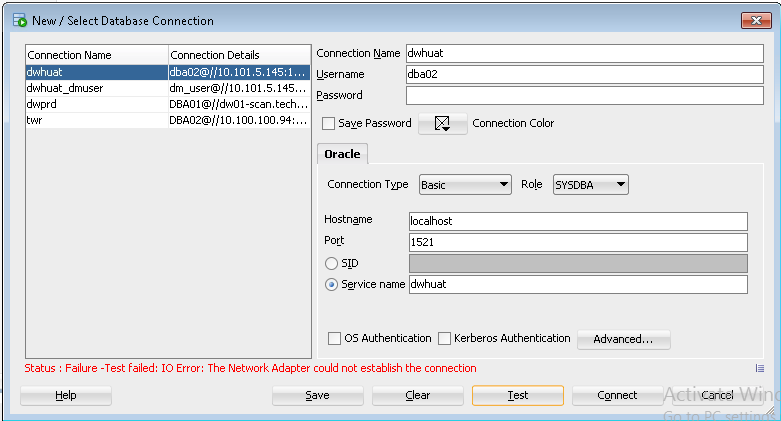 New / Select Database Connection
Connection Name Connection Details
dwhuat dba02@//10.101.5.145:1...
dwhuat_dmuser dm_user@//10.101.5.145...
dwprd DBA01@//dw01-scan.tech...
twr DBA02@//10.100.100.94:...
Connection Name dwhuat
Username dba02
Password
Save Password Connection Color
Oracle
Connection Type Basic Role SYSDBA
Hostname localhost
Port 1521
SID
Service name dwhuat
OS Authentication Kerberos Authentication Advanced...
Status : Failure -Test failed: IO Error: The Network Adapter could not establish the connection
Help Save Clear Test Connect Cancel
Activate Win
Go to PC settings